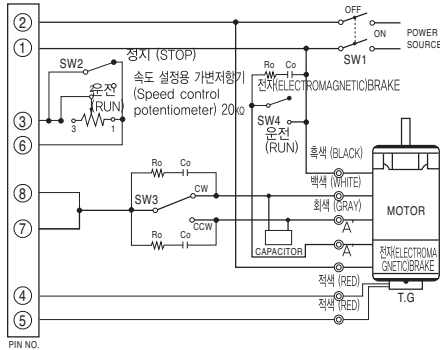 OFF
ON
POWER
SOURCE
SW1
2
1
SW2
정지 (STOP)
속도 설정용 가변저항기
(Speed control
potentiometer) 20㏀
운전
(RUN)
2
3
1
3
6
Ro
Co
전자(ELECTROMAGNETIC)BRAKE
SW4
운전
(RUN)
흑색 (BLACK)
백색 (WHITE)
회색 (GRAY)
8
7
Ro
Co
SW3
CW
CCW
Ro
Co
CAPACITOR
A'
A'
MOTOR
전자(ELECTROMA
GNETIC)BRAKE
적색 (RED)
적색 (RED)
T.G
4
5
PIN NO.